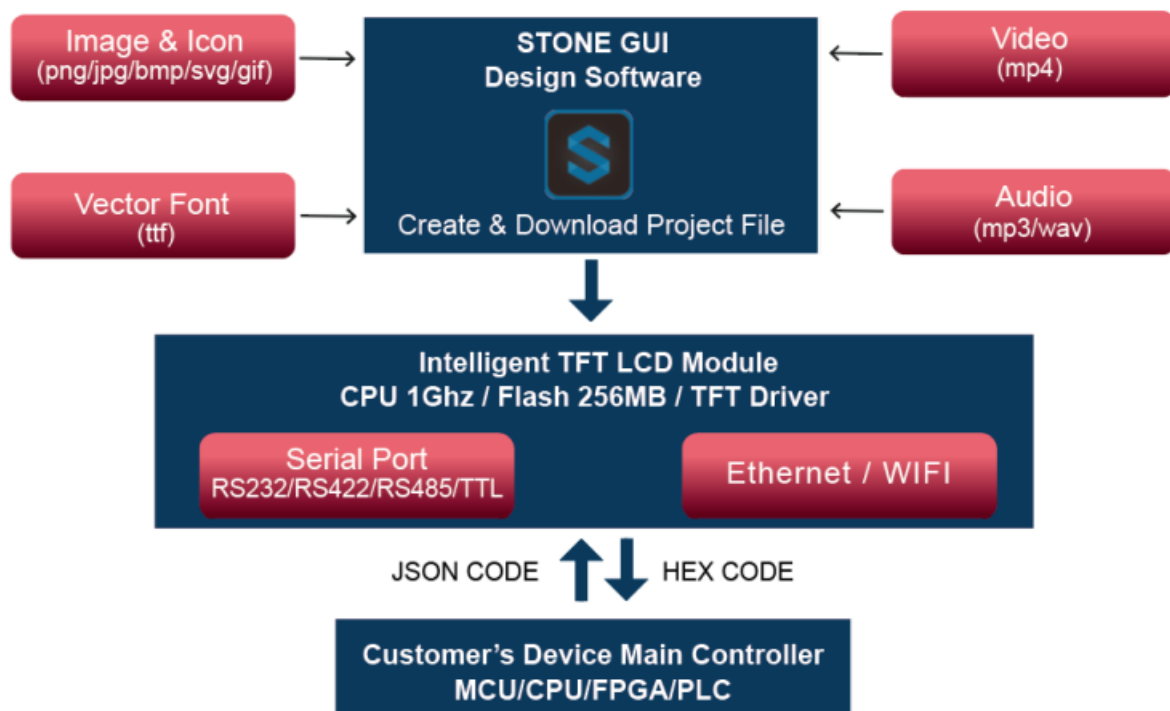 Image & Icon
(png/jpg/bmp/svg/gif)
STONE GUI
Design Software
Video
(mp4)
Vector Font
(ttf)
Create & Download Project File
Audio
(mp3/wav)
Intelligent TFT LCD Module
CPU 1Ghz / Flash 256MB / TFT Driver
Serial Port
RS232/RS422/RS485/TTL
Ethernet / WIFI
JSON CODE
HEX CODE
Customer’s Device Main Controller
MCU/CPU/FPGA/PLC